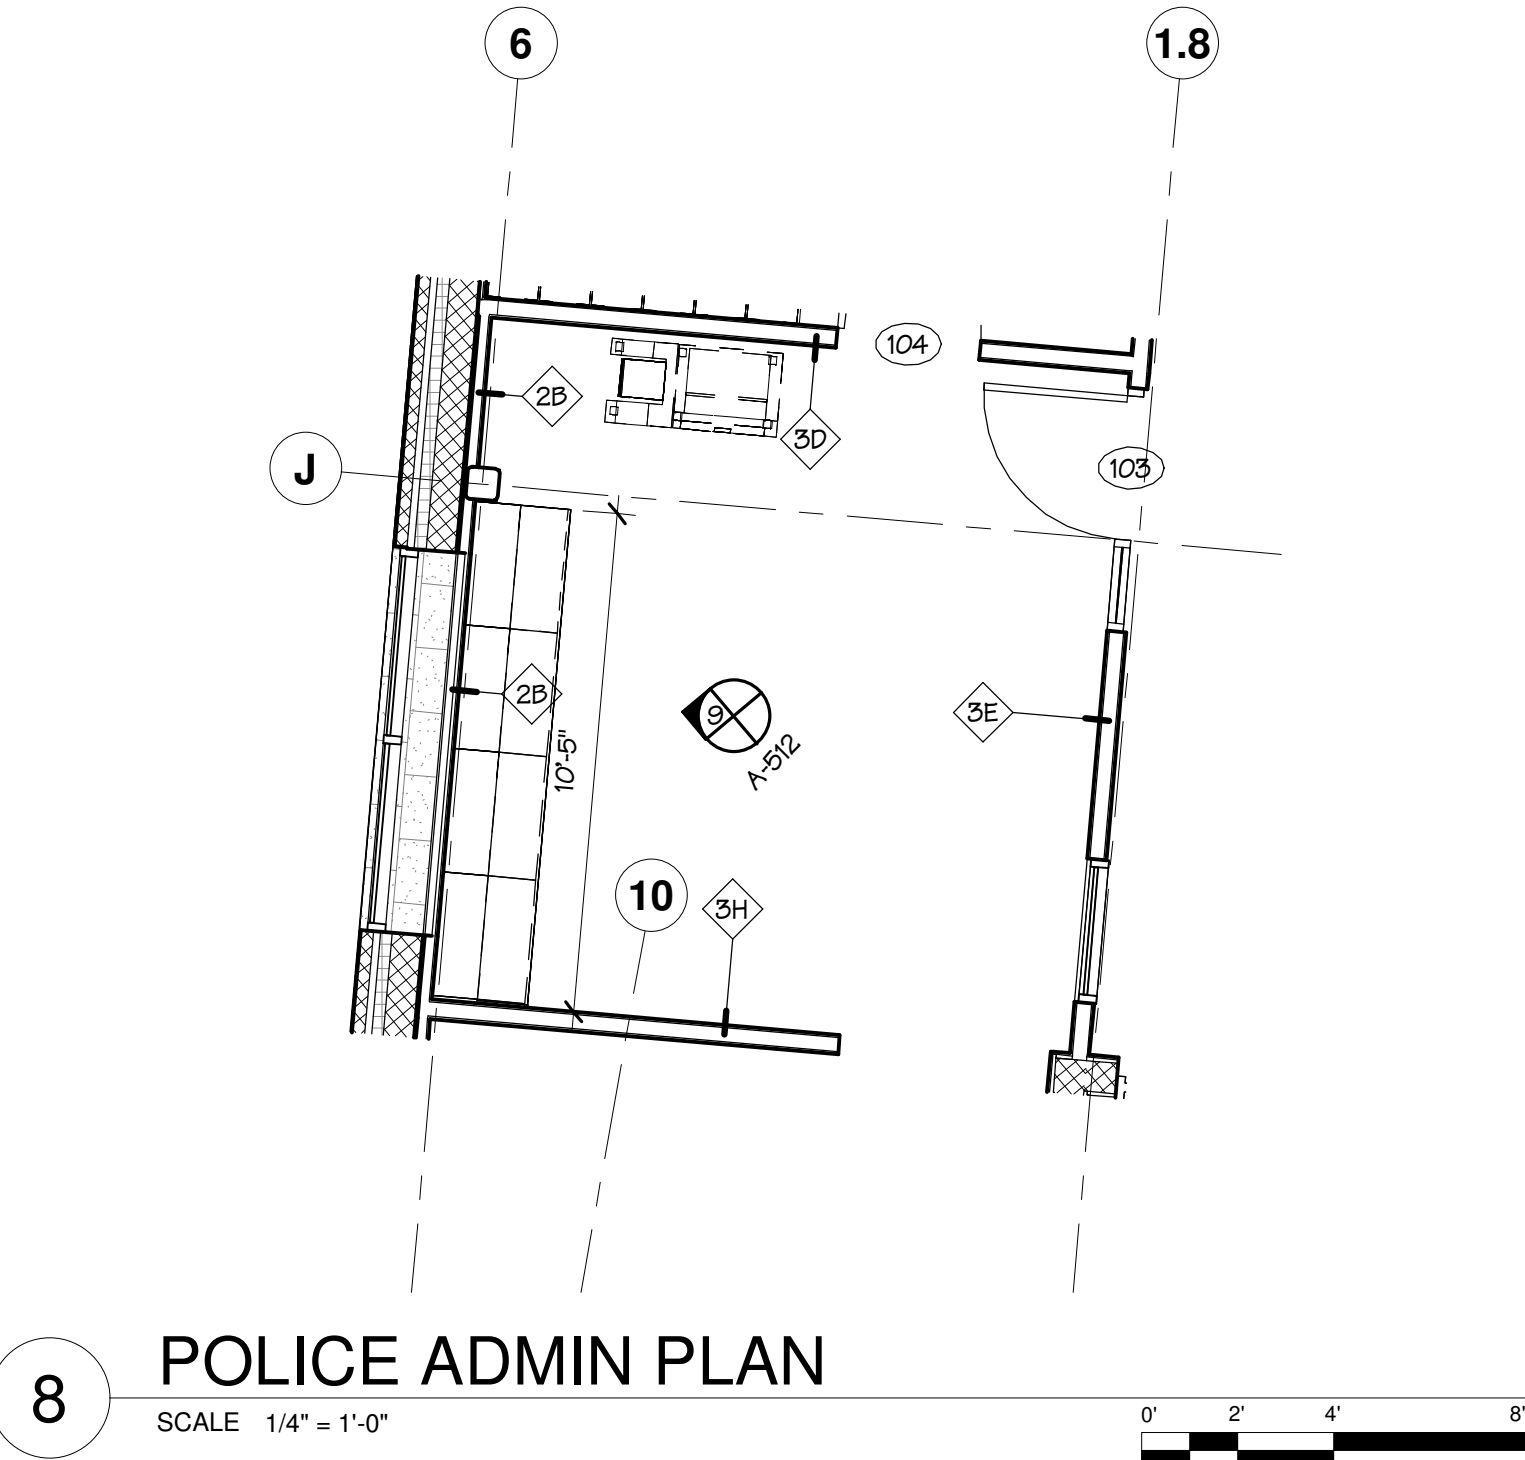 6
1.8
104
2B
3D
J
103
2B
9
3E
A-512
10'-5"
10
3H
8
POLICE ADMIN PLAN
SCALE 1/4" = 1'-0"
0' 2' 4' 8'